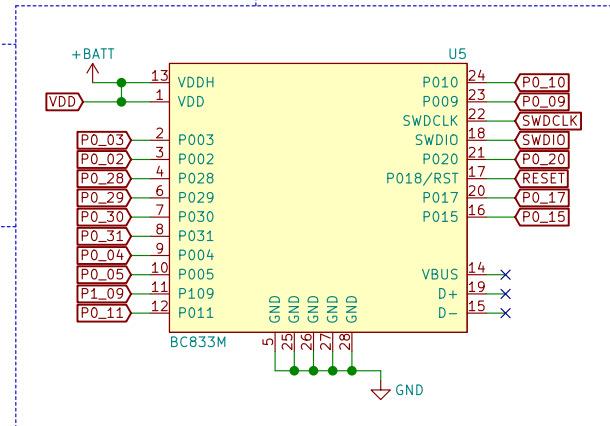 +BATT
U5
13 VDDH P010 24 P0_10
VDD 1 VDD P009 23 P0_09
SWDCLK 22 SWDCLK
P0_03 2 P003 SWDIO 18 SWDIO
P0_02 3 P002 P020 21 P0_20
P0_28 4 P028 P018/RST 17 RESET
P0_29 6 P029 P017 20 P0_17
P0_30 7 P030 P015 16 P0_15
P0_31 8 P031
P0_04 9 P004
P0_05 10 P005 VBUS 14
P1_09 11 P109 D+ 19
P0_11 12 P011 D- 15
GND GND GND GND GND
BC833M
5 25 26 27 28
GND